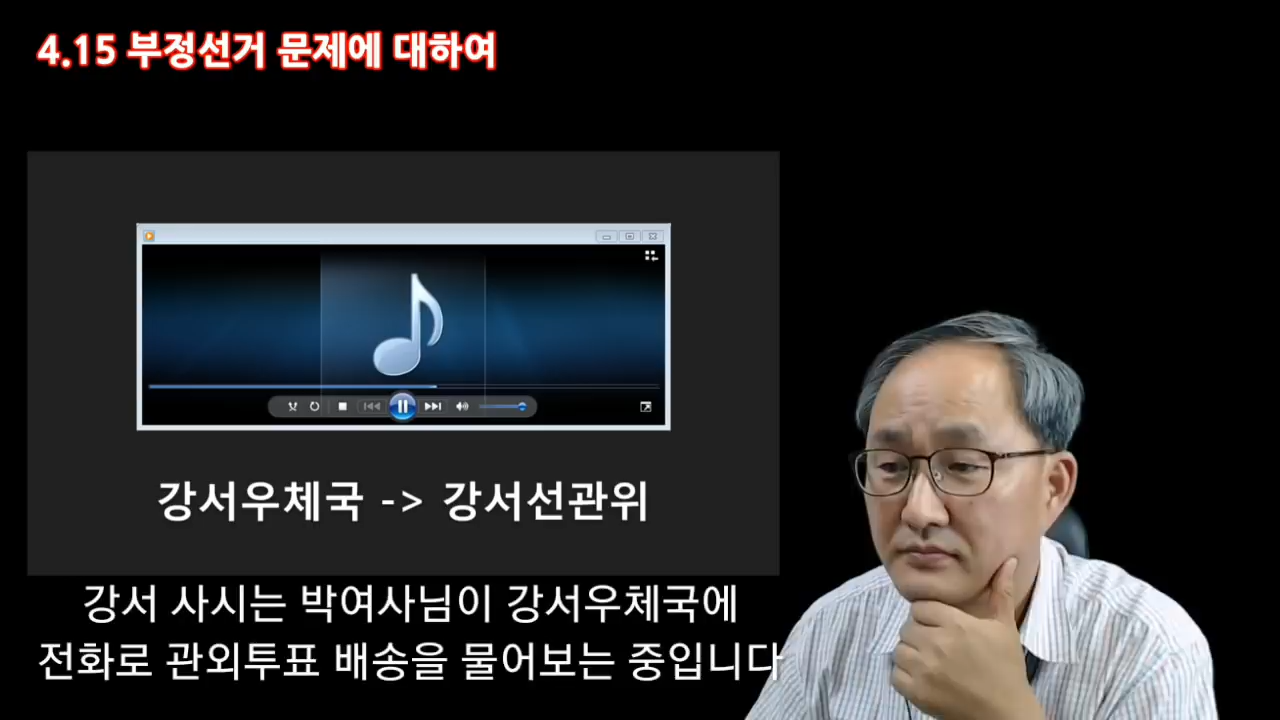 4.15 부정선거 문제에 대하여
강서우체국 -> 강서선관위
강서 사시는 박여사님이 강서우체국에
전화로 관외투표 배송을 물어보는 중입니다